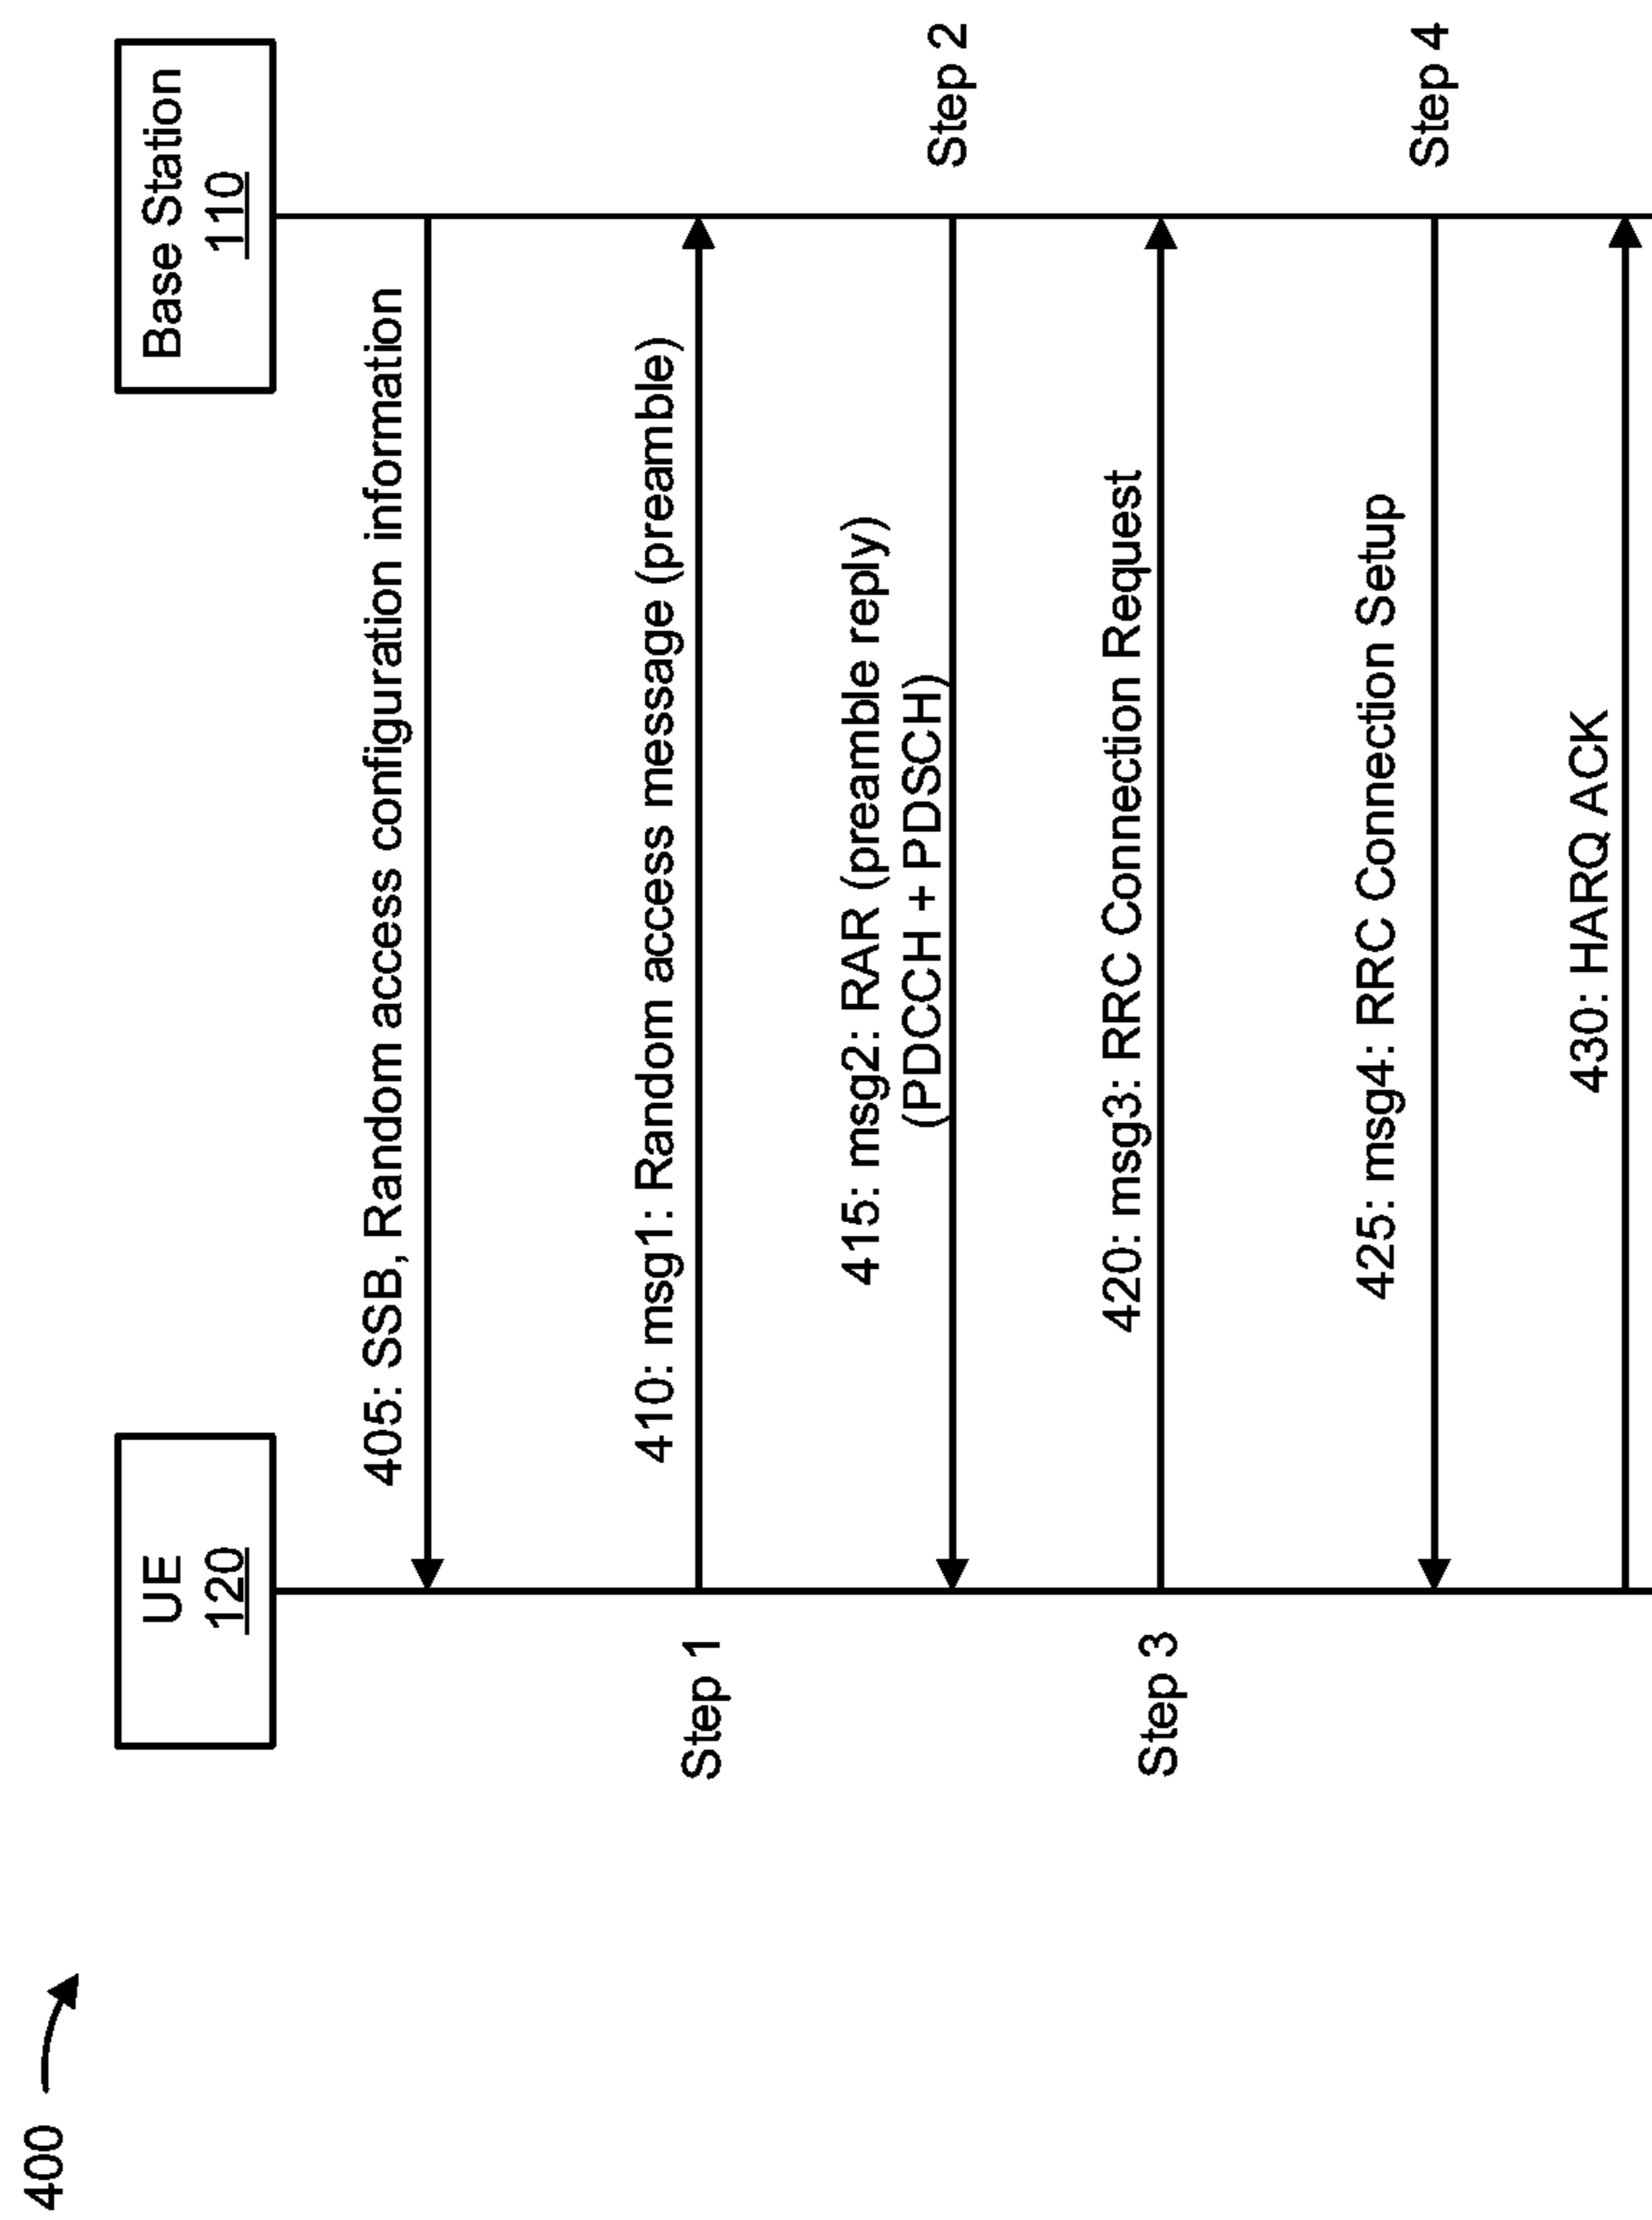 400
UE
120
Base Station
110
405: SSB, Random access configuration information
410: msg1: Random access message (preamble)
Step 1
415: msg2: RAR (preamble reply)
(PDCCH + PDSCH)
Step 2
420: msg3: RRC Connection Request
Step 3
425: msg4: RRC Connection Setup
Step 4
430: HARQ ACK